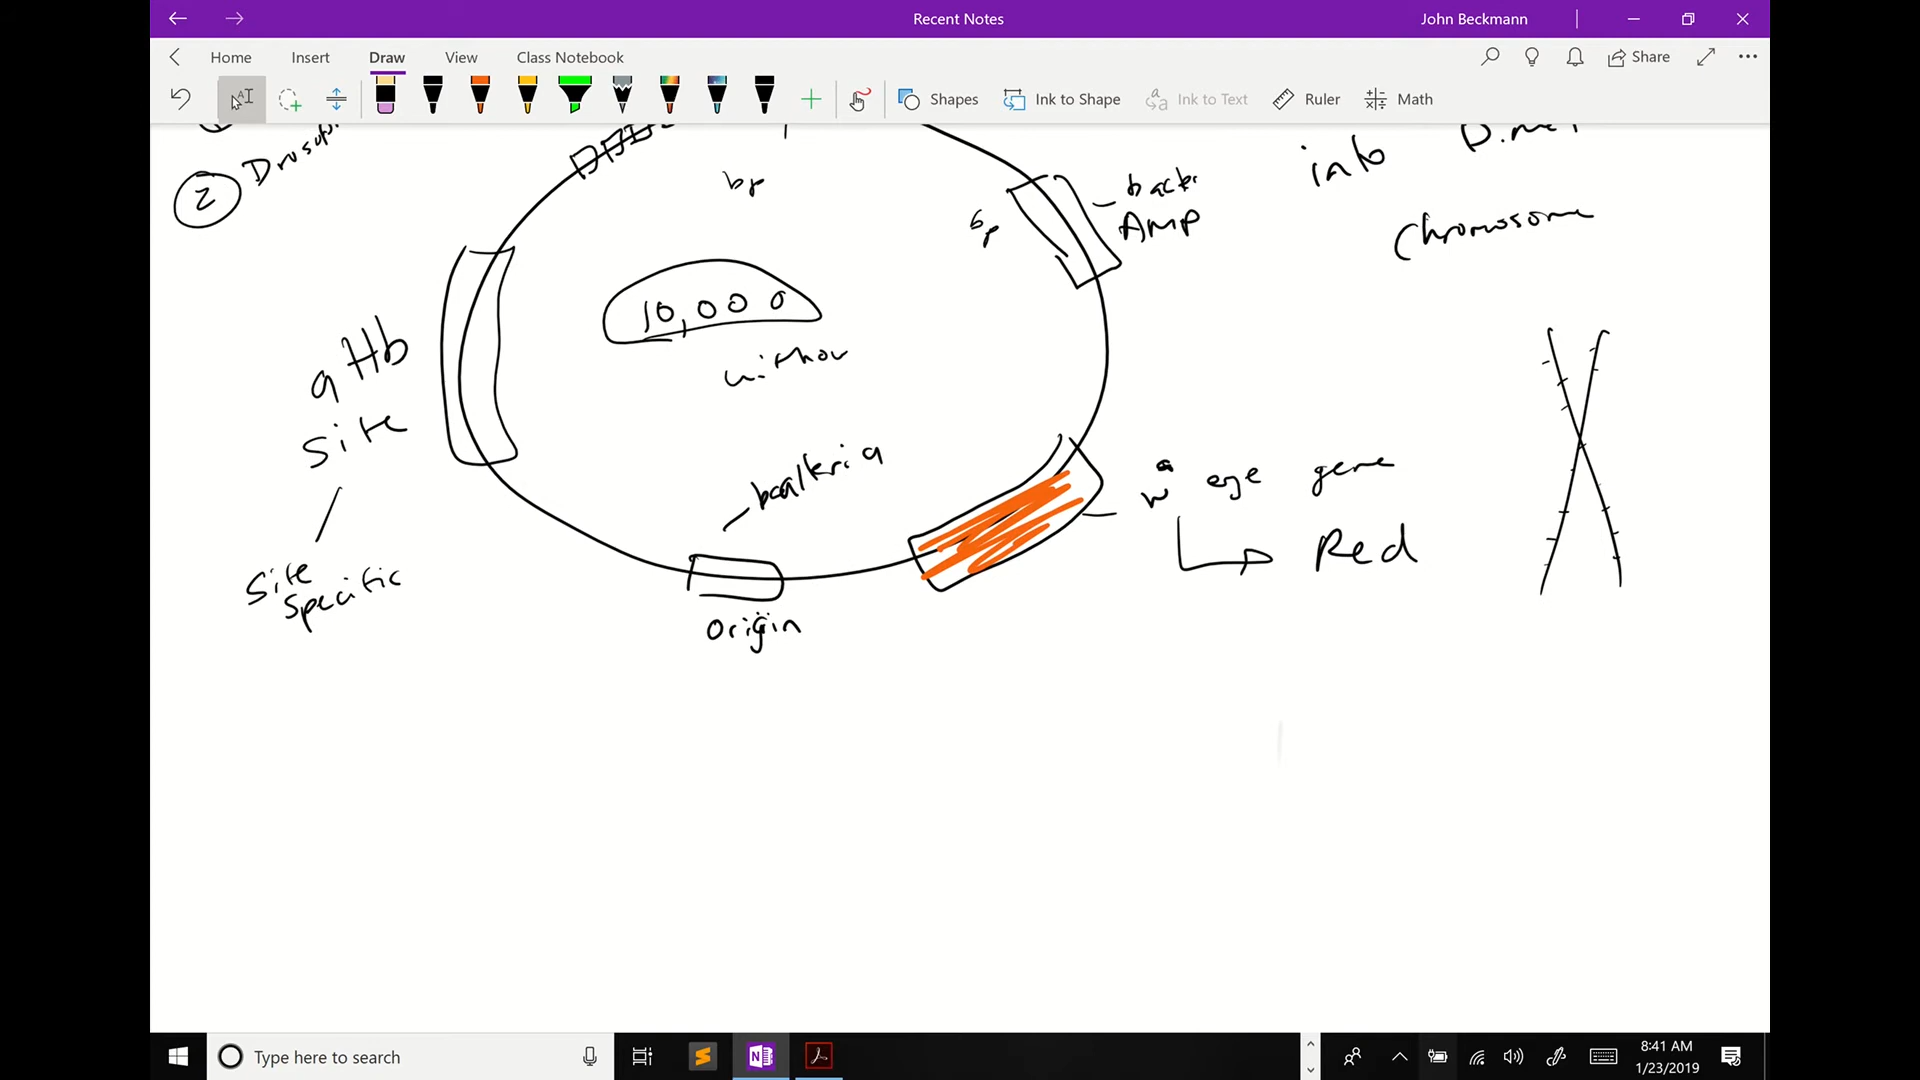 Recent Notes
John Beckmann
Home Insert Draw View Class Notebook
Share
Shapes Ink to Shape Ink to Text Ruler Math
2
bp
back
AMP
bp
into
Chromosome
10,000
attb
site
bacteria
w eye gene
Red
Site
Specific
origin
Type here to search
8:41 AM
1/23/2019